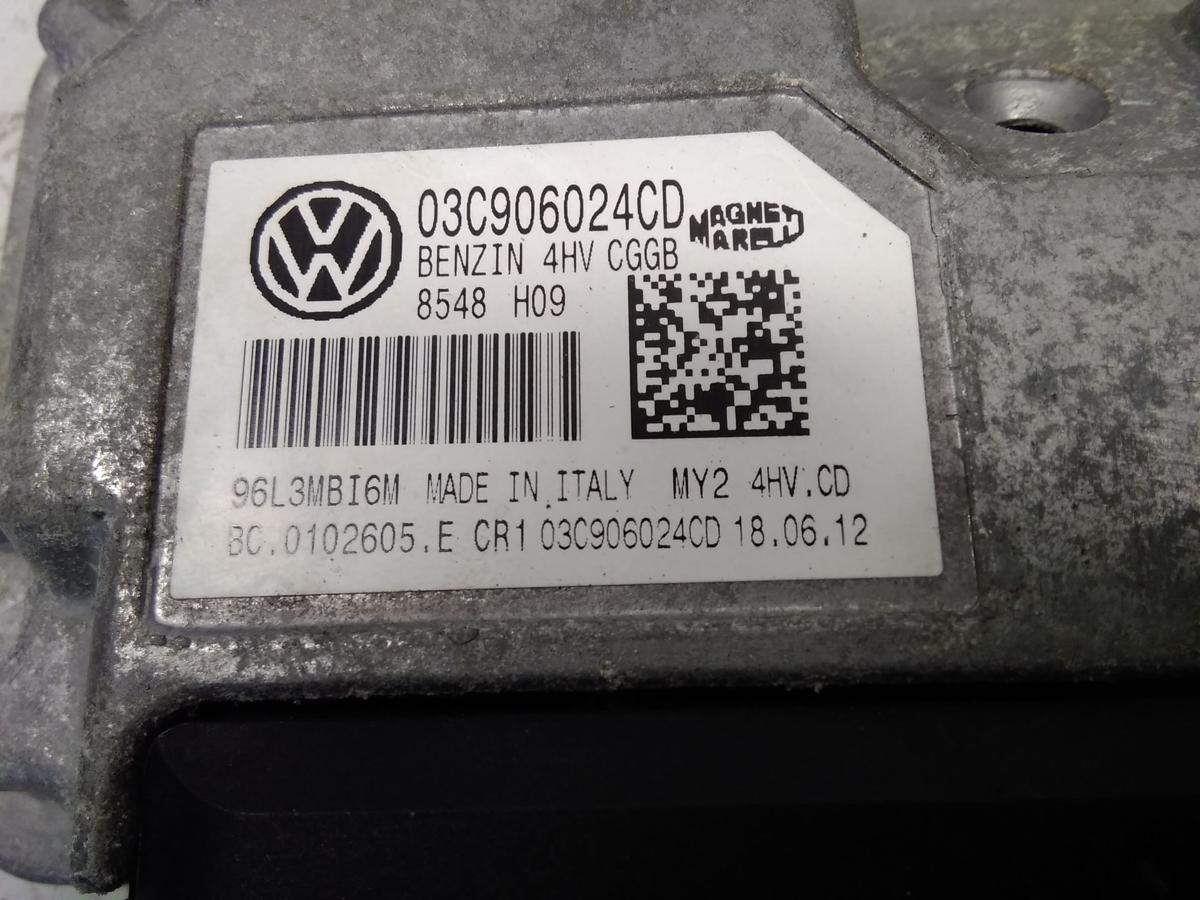 03C906024CD
MAGNETI
MARELLI
BENZIN 4HV CGGB
8548 H09
96L3MBI6M MADE IN ITALY MY2 4HV.CD
BC.0102605.E CR1 03C906024CD 18.06.12